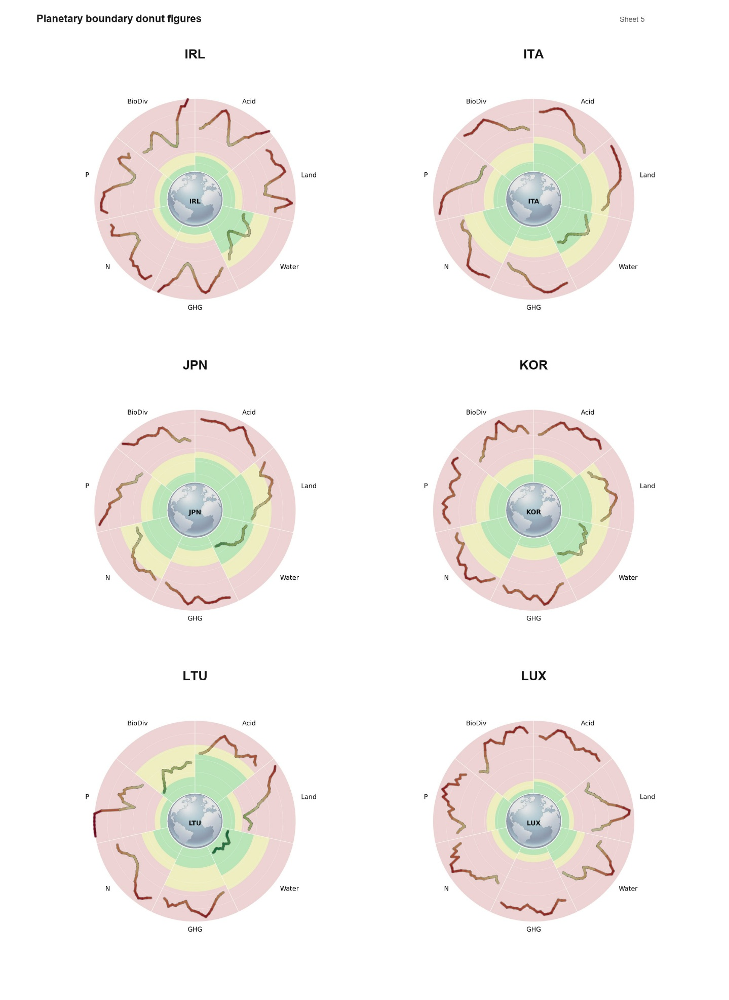 Planetary boundary donut figures
Sheet 5
IRL
ITA
BioDiv
Acid
P
Land
IRL
N
Water
GHG
BioDiv
Acid
P
Land
ITA
N
Water
GHG
JPN
KOR
BioDiv
Acid
P
Land
JPN
N
Water
GHG
BioDiv
Acid
P
Land
KOR
N
Water
GHG
LTU
LUX
BioDiv
Acid
P
Land
LTU
N
Water
GHG
BioDiv
Acid
P
Land
LUX
N
Water
GHG